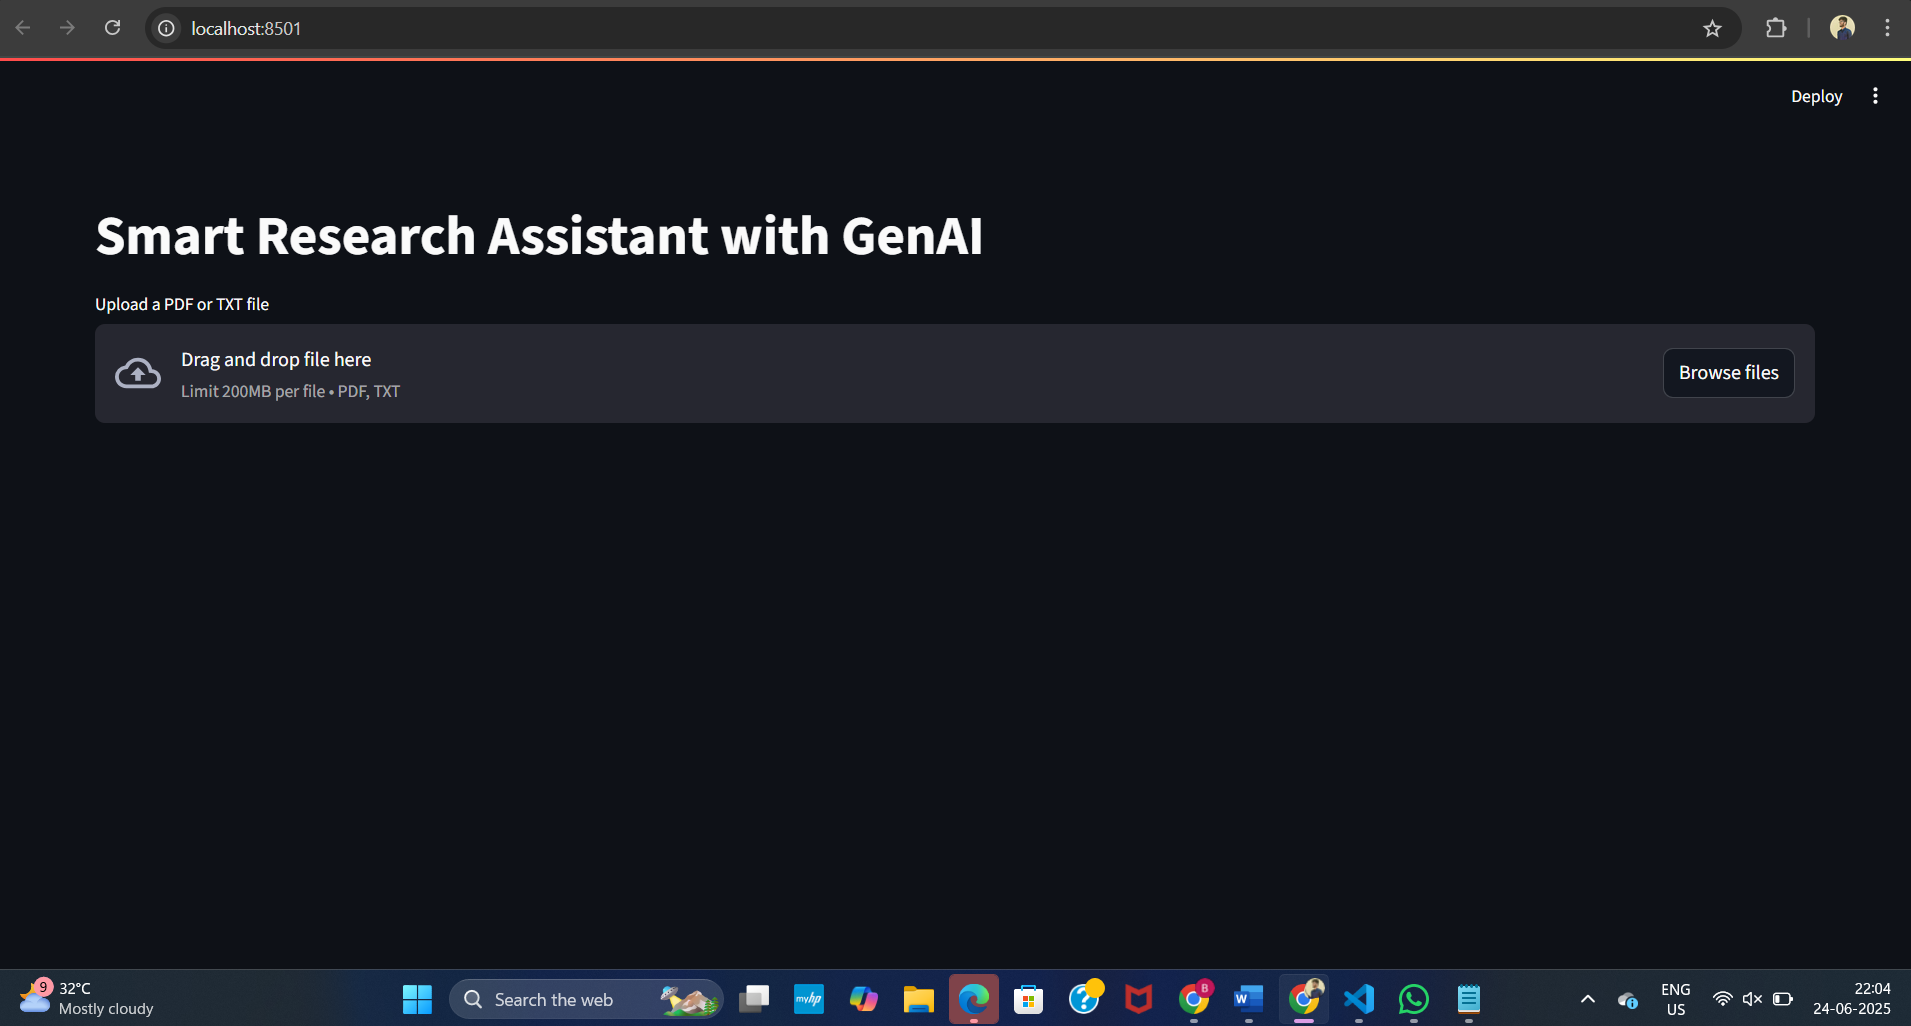 localhost:8501
Deploy
Smart Research Assistant with GenAI
Upload a PDF or TXT file
Drag and drop file here
Limit 200MB per file • PDF, TXT
Browse files
9
32°C
Mostly cloudy
Search the web
myhp
?
B
W
ENG
US
22:04
24-06-2025